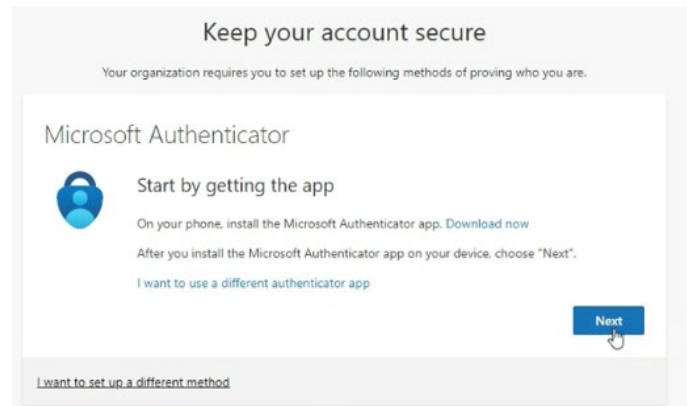 Keep your account secure
Your organization requires you to set up the following methods of proving who you are.
Microsoft Authenticator
Start by getting the app
On your phone, install the Microsoft Authenticator app. Download now
After you install the Microsoft Authenticator app on your device, choose "Next".
I want to use a different authenticator app
Next
I want to set up a different method